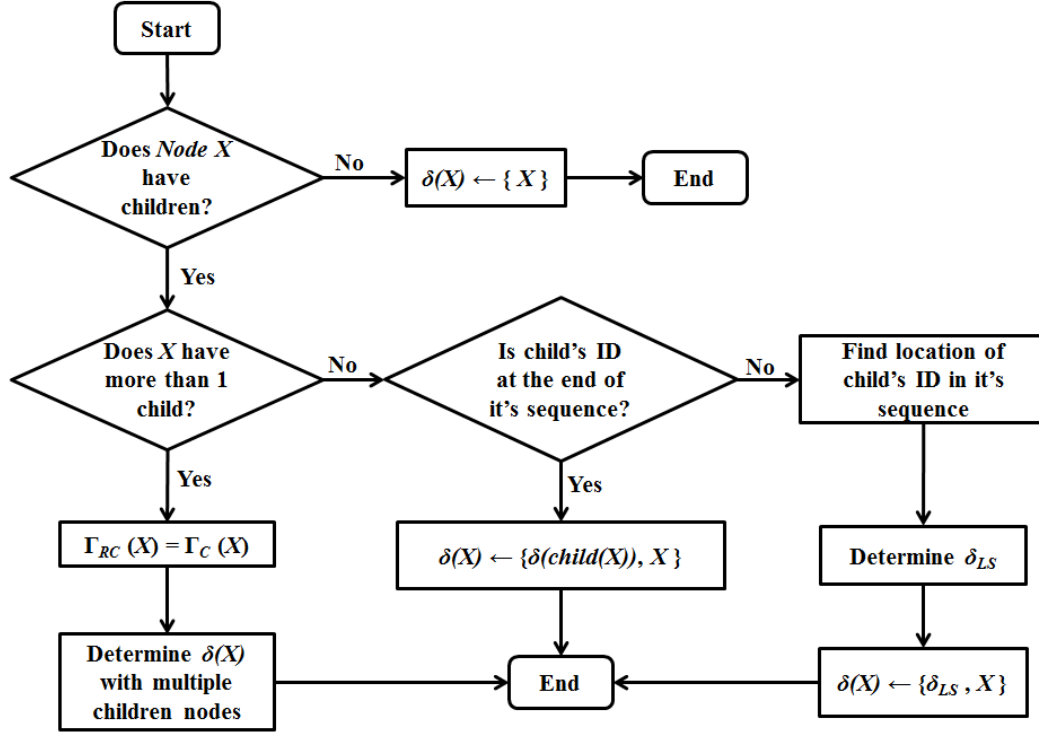 Start
Does Node X
have
children?
No
δ(X) ← { X }
End
Yes
Does X have
more than 1
child?
No
Is child's ID
at the end of
it's sequence?
No
Find location of
child's ID in it's
sequence
Yes
Yes
Γ_RC (X) = Γ_C (X)
δ(X) ← {δ(child(X)), X }
Determine δ_LS
Determine δ(X)
with multiple
children nodes
End
δ(X) ← {δ_LS , X }